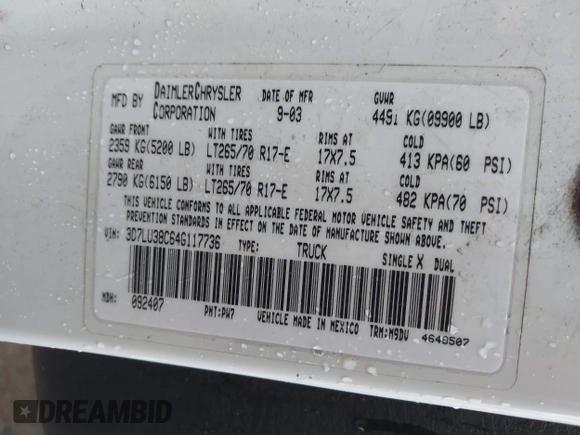 MFD BY DAIMLERCHRYSLER CORPORATION DATE OF MFR 9-03 GVWR 4491 KG(09900 LB)
GAWR FRONT WITH TIRES RIMS AT COLD
2359 KG(5200 LB) LT265/70 R17-E 17X7.5 413 KPA(60 PSI)
GAWR REAR WITH TIRES RIMS AT COLD
2790 KG(6150 LB) LT265/70 R17-E 17X7.5 482 KPA(70 PSI)
THIS VEHICLE CONFORMS TO ALL APPLICABLE FEDERAL MOTOR VEHICLE SAFETY AND THEFT
PREVENTION STANDARDS IN EFFECT ON THE DATE OF MANUFACTURE SHOWN ABOVE.
VIN: 3D7LU38C64G117736 TYPE: TRUCK SINGLE X DUAL
MDH: 092407 PNT:PW7 VEHICLE MADE IN MEXICO TRM:M9DV 4648507
DREAMBID